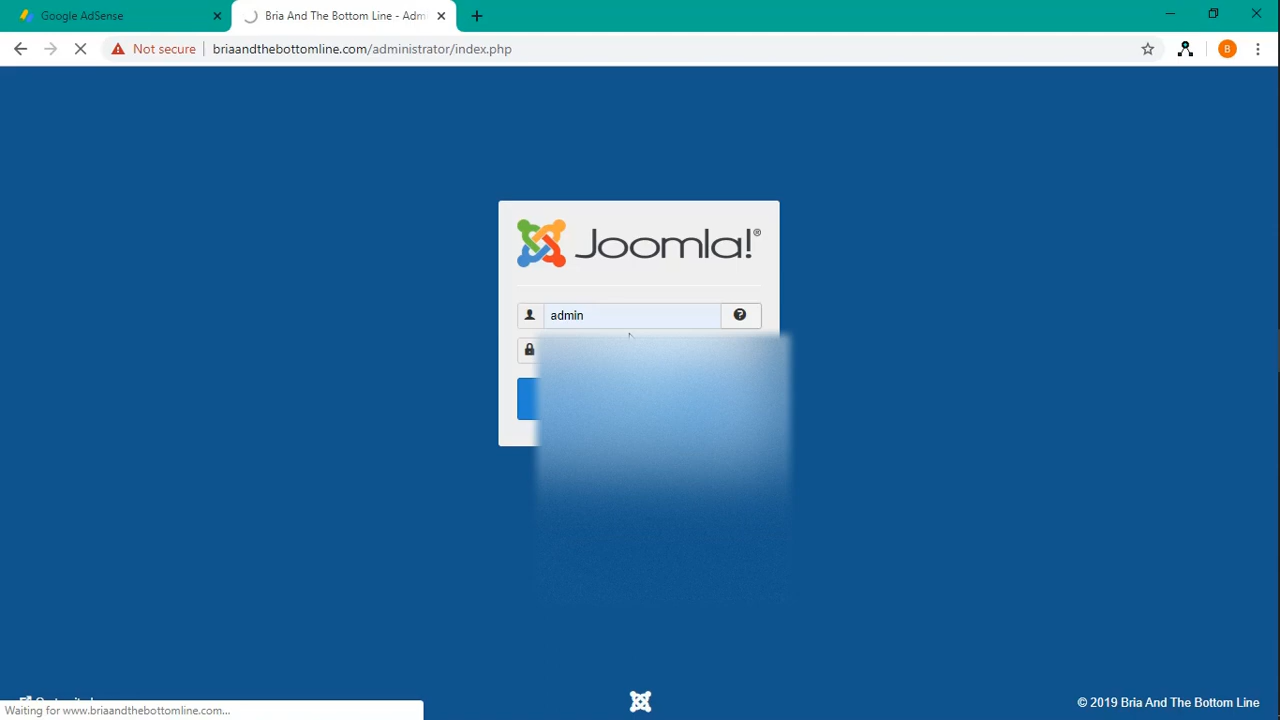 Google AdSense
Bria And The Bottom Line - Adm
Not secure
briaandthebottomline.com/administrator/index.php
B
Joomla!®
admin
© 2019 Bria And The Bottom Line
Waiting for www.briaandthebottomline.com...